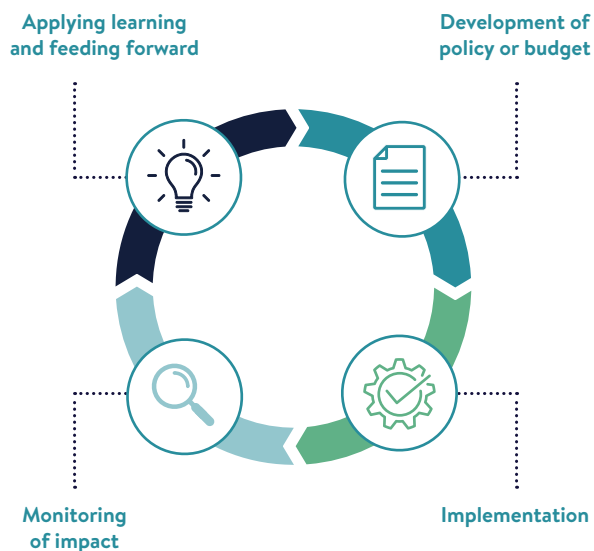 Applying learning
and feeding forward
Development of
policy or budget
Monitoring
of impact
Implementation